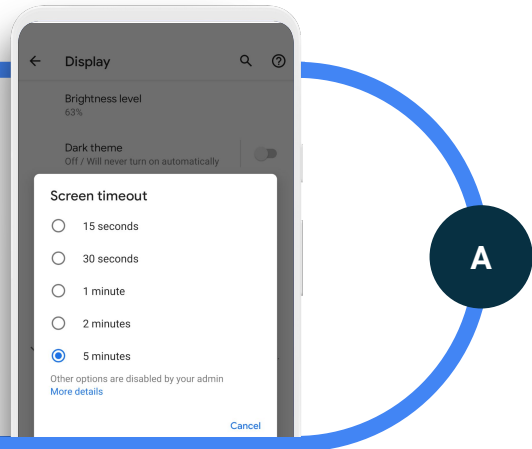 Display
Brightness level
63%
Dark theme
Off / Will never turn on automatically
Screen timeout
15 seconds
30 seconds
1 minute
2 minutes
5 minutes
Other options are disabled by your admin
More details
Cancel
A